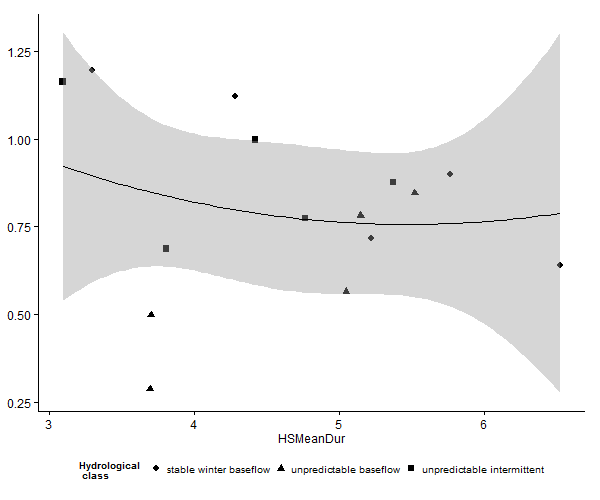 1.25
1.00
0.75
0.50
0.25
3 4 5 6
HSMeanDur
Hydrological
class
stable winter baseflow unpredictable baseflow unpredictable intermittent